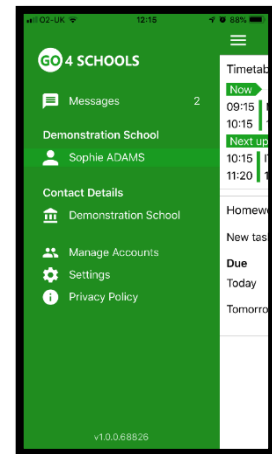 O2-UK 12:15 88%
GO 4 SCHOOLS
Messages 2
Demonstration School
Sophie ADAMS
Contact Details
Demonstration School
Manage Accounts
Settings
Privacy Policy
v1.0.0.68826
Timetab
Now
09:15
10:15
Next up
10:15
11:20
Homewo
New tas
Due
Today
Tomorro